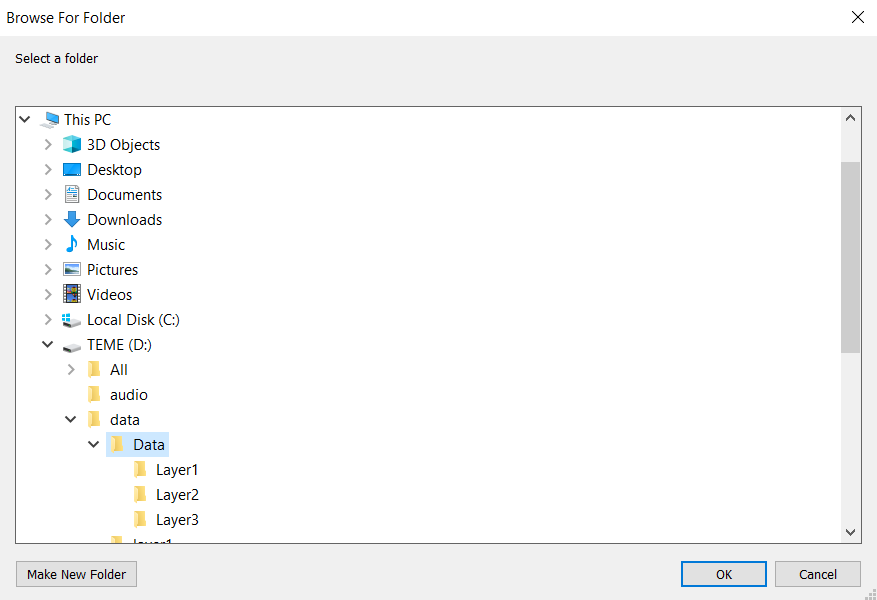 Browse For Folder
Select a folder
This PC
3D Objects
Desktop
Documents
Downloads
Music
Pictures
Videos
Local Disk (C:)
TEME (D:)
All
audio
data
Data
Layer1
Layer2
Layer3
layer1
Make New Folder
OK
Cancel